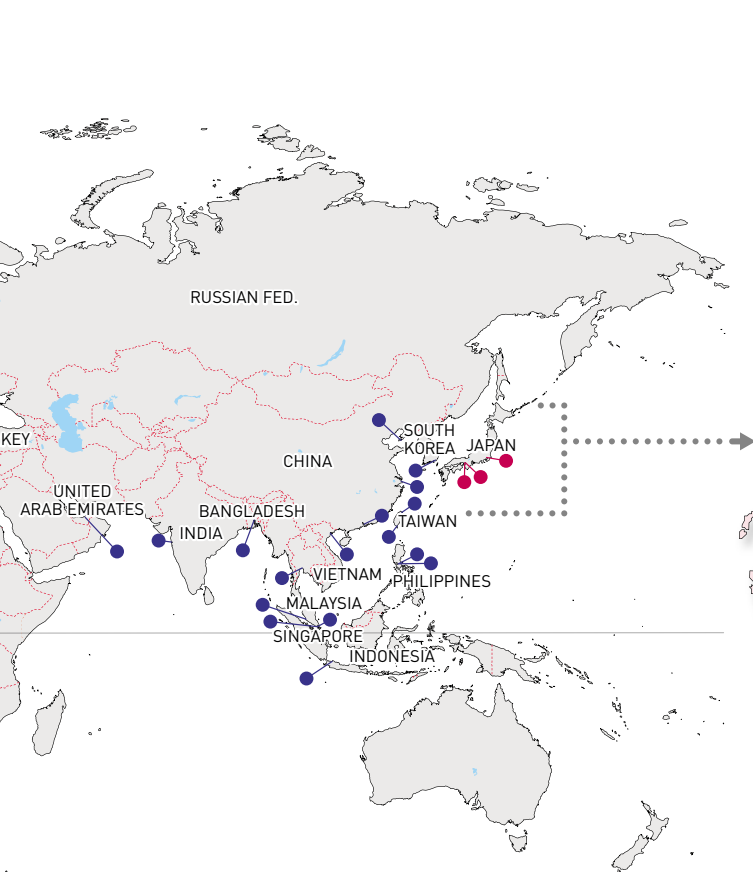 RUSSIAN FED.
SOUTH
KOREA
JAPAN
KEY
CHINA
UNITED
ARAB EMIRATES
BANGLADESH
INDIA
TAIWAN
VIETNAM
PHILIPPINES
MALAYSIA
SINGAPORE
INDONESIA